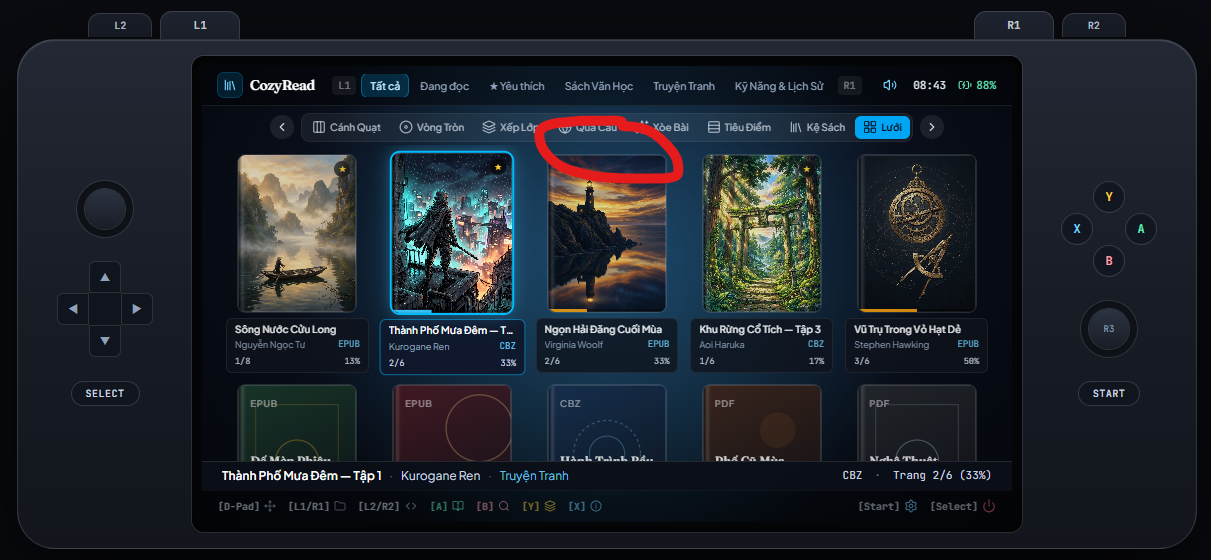 L2 L1 R1 R2
CozyRead L1 Tất cả Đang đọc ★Yêu thích Sách Văn Học Truyện Tranh Kỹ Năng & Lịch Sử R1 08:43 88%
Cánh Quạt Vòng Tròn Xếp Lớp Quả Cầu Xòe Bài Tiêu Điểm Kệ Sách Lưới
Y
X A
B
Sông Nước Cửu Long
Nguyễn Ngọc Tư EPUB
1/8 13%
Thành Phố Mưa Đêm — T...
Kurogane Ren CBZ
2/6 33%
Ngọn Hải Đăng Cuối Mùa
Virginia Woolf EPUB
2/6 33%
Khu Rừng Cổ Tích — Tập 3
Aoi Haruka CBZ
1/6 17%
Vũ Trụ Trong Vỏ Hạt Dẻ
Stephen Hawking EPUB
3/6 50%
R3
SELECT
START
EPUB
EPUB
CBZ
PDF
PDF
Thành Phố Mưa Đêm — Tập 1 · Kurogane Ren · Truyện Tranh CBZ · Trang 2/6 (33%)
[D-Pad] [L1/R1] [L2/R2] [A] [B] [Y] [X] [Start] [Select]